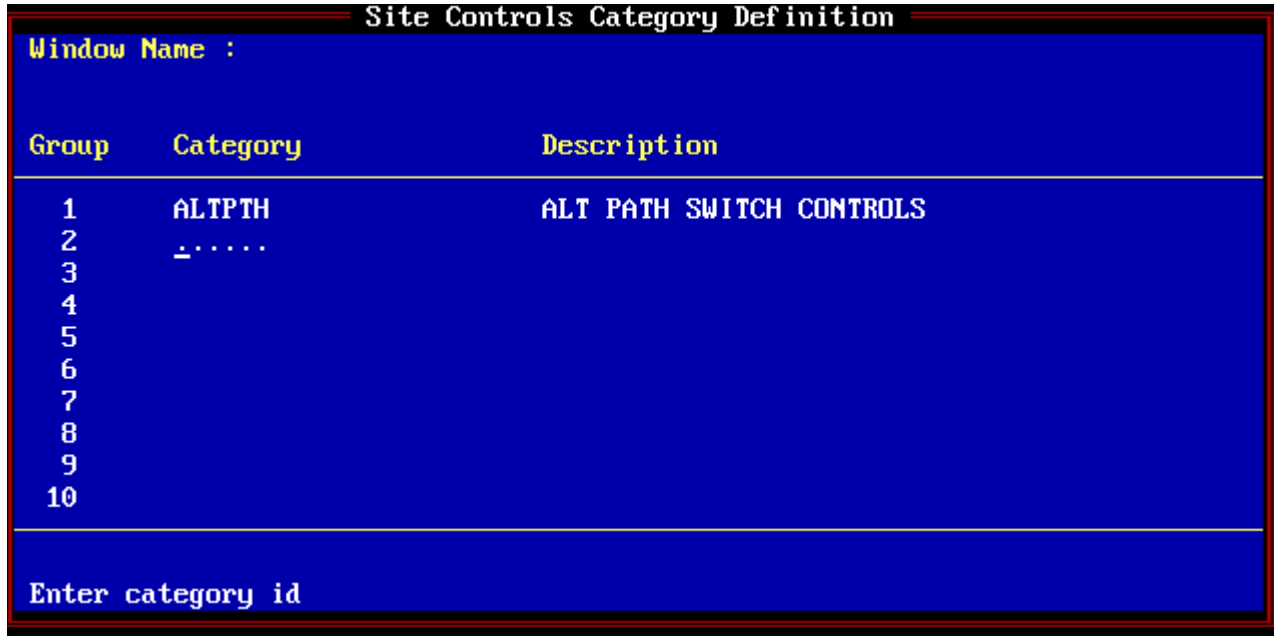 Site Controls Category Definition
Window Name :
Group Category Description
1 ALTPTH ALT PATH SWITCH CONTROLS
2 ......
3
4
5
6
7
8
9
10
Enter category id